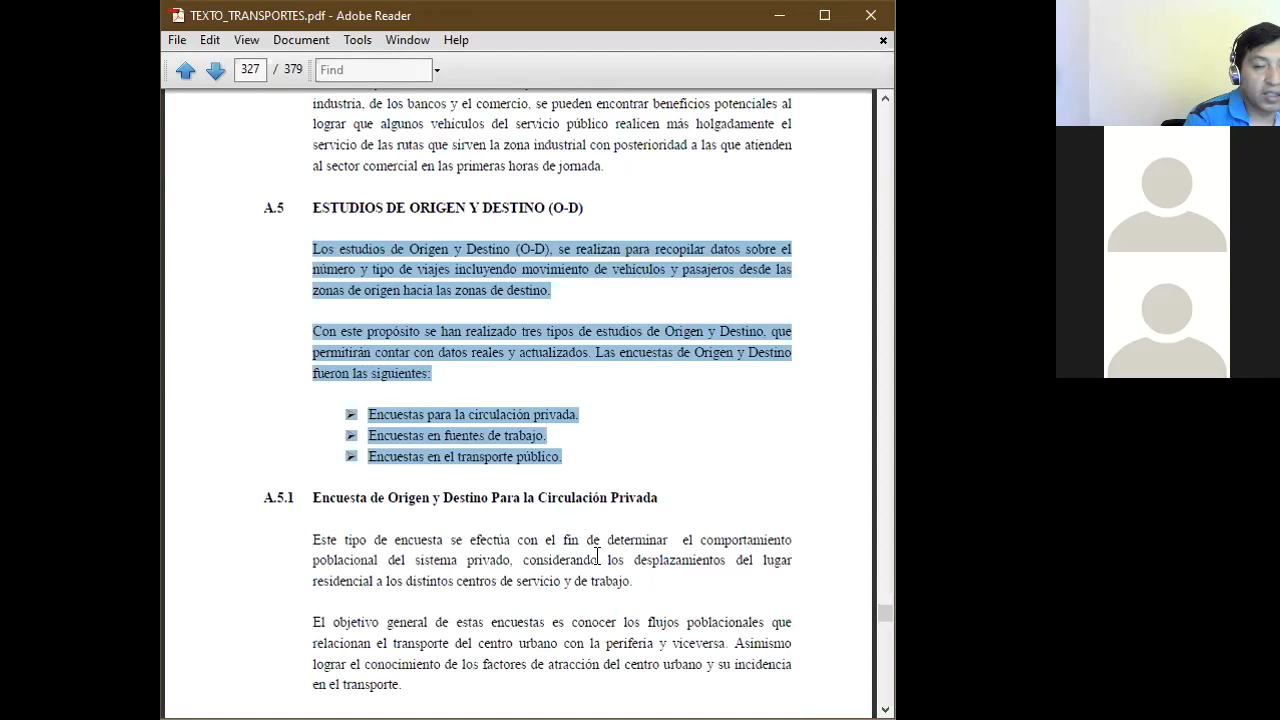 TEXTO_TRANSPORTES.pdf - Adobe Reader
File Edit View Document Tools Window Help
327 / 379 Find
industria, de los bancos y el comercio, se pueden encontrar beneficios potenciales al
lograr que algunos vehículos del servicio público realicen más holgadamente el
servicio de las rutas que sirven la zona industrial con posterioridad a las que atienden
al sector comercial en las primeras horas de jornada.
A.5 ESTUDIOS DE ORIGEN Y DESTINO (O-D)
Los estudios de Origen y Destino (O-D), se realizan para recopilar datos sobre el
número y tipo de viajes incluyendo movimiento de vehículos y pasajeros desde las
zonas de origen hacia las zonas de destino.
Con este propósito se han realizado tres tipos de estudios de Origen y Destino, que
permitirán contar con datos reales y actualizados. Las encuestas de Origen y Destino
fueron las siguientes:
➢ Encuestas para la circulación privada.
➢ Encuestas en fuentes de trabajo.
➢ Encuestas en el transporte público.
A.5.1 Encuesta de Origen y Destino Para la Circulación Privada
Este tipo de encuesta se efectúa con el fin de determinar el comportamiento
poblacional del sistema privado, considerando los desplazamientos del lugar
residencial a los distintos centros de servicio y de trabajo.
El objetivo general de estas encuestas es conocer los flujos poblacionales que
relacionan el transporte del centro urbano con la periferia y viceversa. Asimismo
lograr el conocimiento de los factores de atracción del centro urbano y su incidencia
en el transporte.